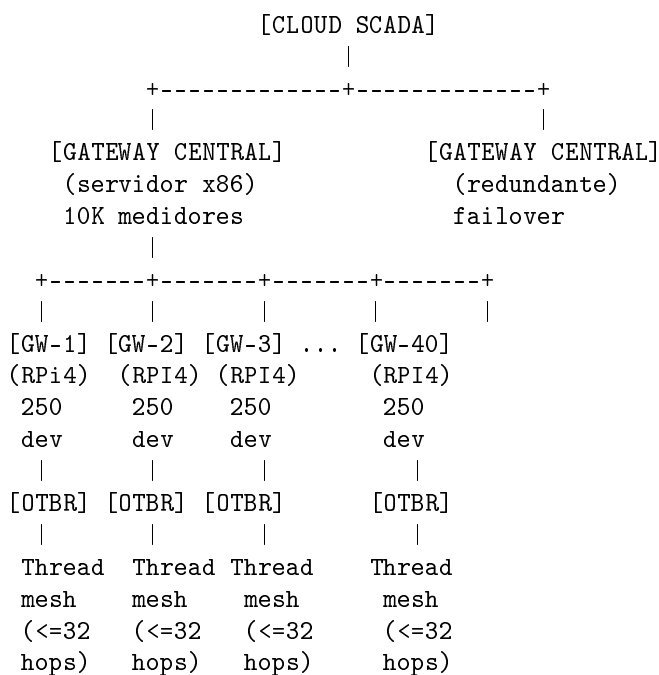 [CLOUD SCADA]
|
+-------------+-------------+
| |
[GATEWAY CENTRAL] [GATEWAY CENTRAL]
(servidor x86) (redundante)
10K medidores failover
|
+-------+-------+-------+-------+
| | | | |
[GW-1] [GW-2] [GW-3] ... [GW-40]
(RPi4) (RPI4) (RPI4) (RPI4)
250 250 250 250
dev dev dev dev
| | | |
[OTBR] [OTBR] [OTBR] [OTBR]
| | | |
Thread Thread Thread Thread
mesh mesh mesh mesh
(<=32 (<=32 (<=32 (<=32
hops) hops) hops) hops)